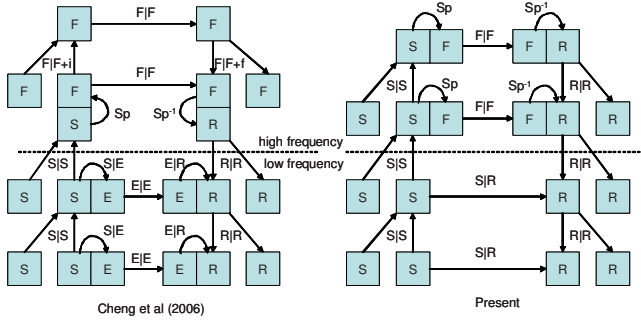 Sp Sp-1
F F S F F|F F R
F|F
F|F+i F|F+f S|S R|R
F|F Sp Sp-1
F F F F S S F F|F F R R
S Sp Sp-1 R
high frequency
low frequency
S|S S|S S|E E|R R|R R|R S|S S|S R|R R|R
S S E E|E E R R S S S|R R R
S|S S|S S|E E|R R|R R|R S|S S|S R|R R|R
S S E E|E E R R S S S|R R R
Cheng et al (2006) Present